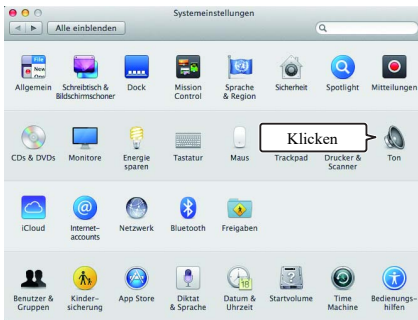 Systemeinstellungen
Alle einblenden
Allgemein
Schreibtisch & Bildschirmschoner
Dock
Mission Control
Sprache & Region
Sicherheit
Spotlight
Mitteilungen
CDs & DVDs
Monitore
Energie sparen
Tastatur
Maus
Trackpad
Drucker & Scanner
Ton
Klicken
iCloud
Internet-accounts
Netzwerk
Bluetooth
Freigaben
Benutzer & Gruppen
Kinder-sicherung
App Store
Diktat & Sprache
Datum & Uhrzeit
Startvolume
Time Machine
Bedienungs-hilfen